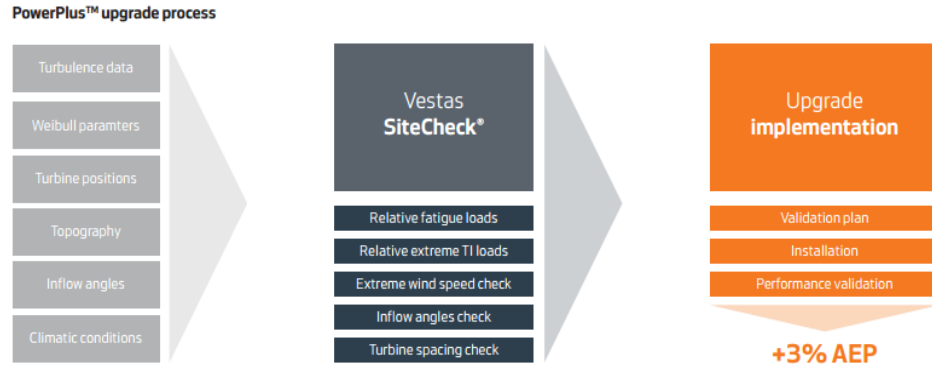 PowerPlus™ upgrade process
Turbulence data
Weibull paramters
Turbine positions
Topography
Inflow angles
Climatic conditions
Vestas
SiteCheck®
Relative fatigue loads
Relative extreme TI loads
Extreme wind speed check
Inflow angles check
Turbine spacing check
Upgrade
implementation
Validation plan
Installation
Performance validation
+3% AEP